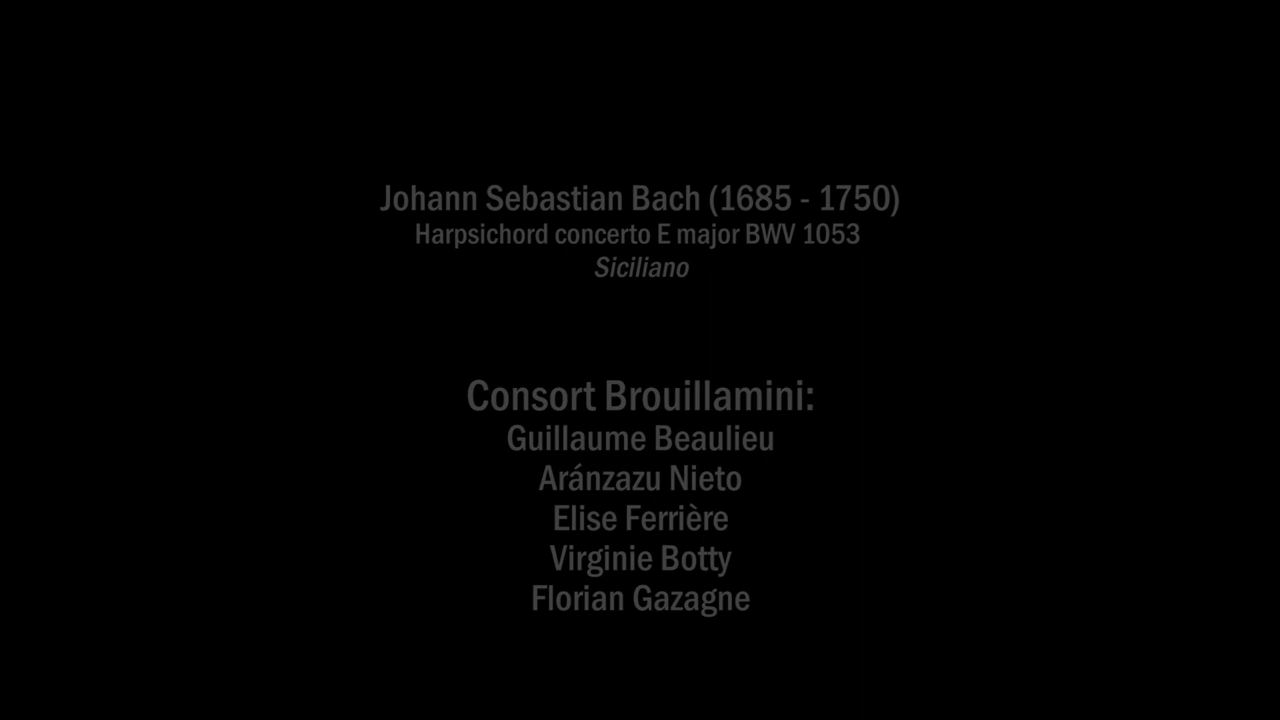 Johann Sebastian Bach (1685 - 1750)
Harpsichord concerto E major BWV 1053
Siciliano
Consort Brouillamini:
Guillaume Beaulieu
Aránzazu Nieto
Elise Ferrière
Virginie Botty
Florian Gazagne